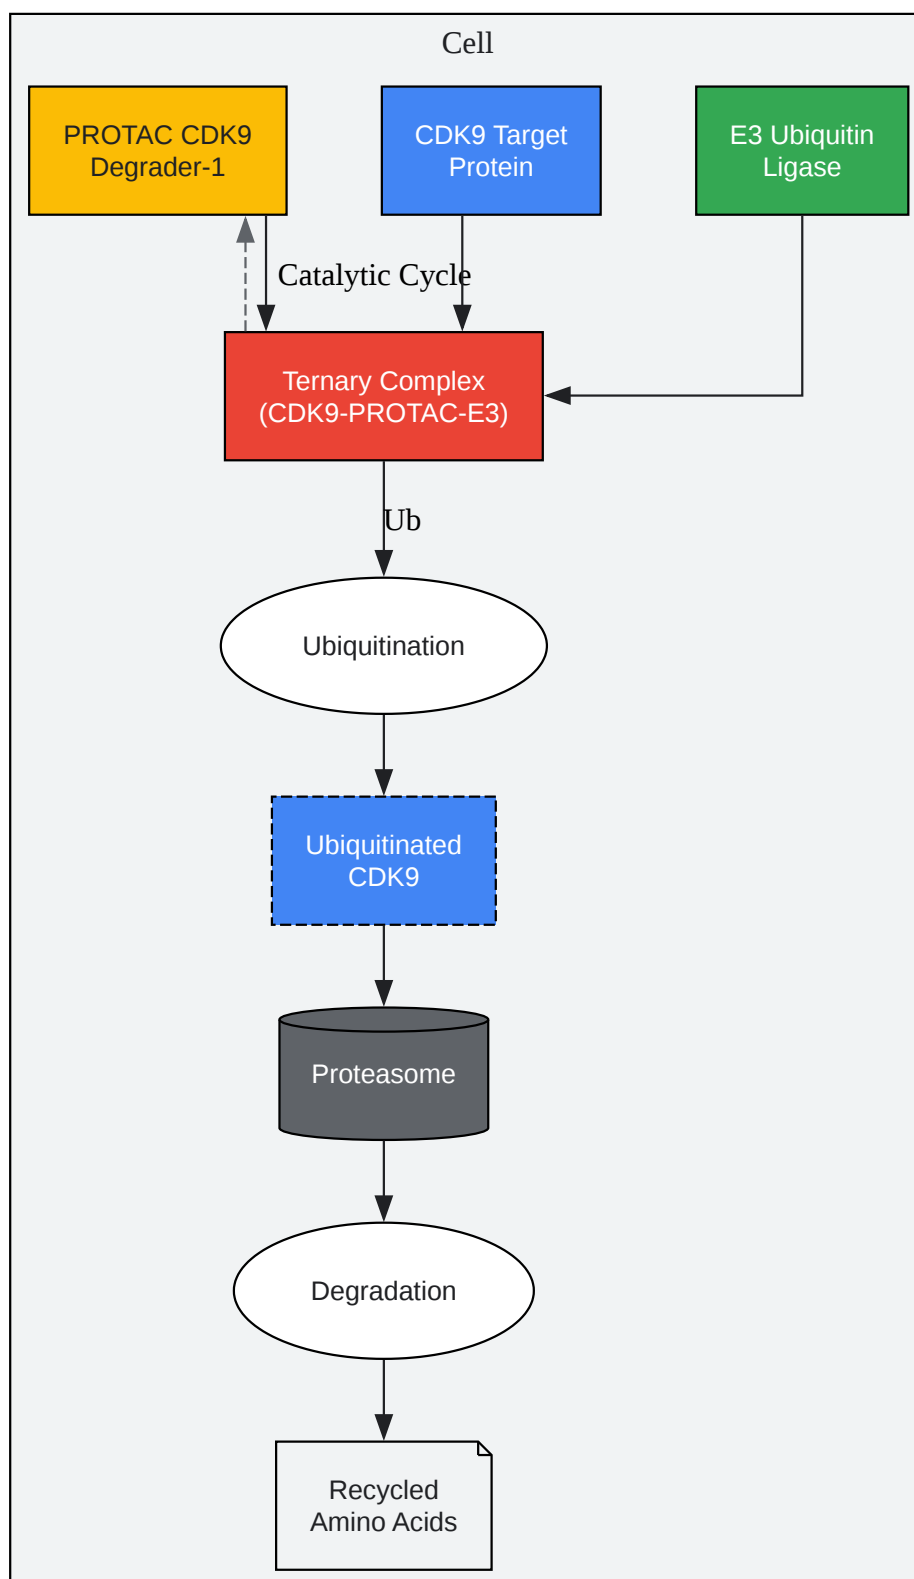 Cell
PROTAC CDK9
Degrader-1
CDK9 Target
Protein
E3 Ubiquitin
Ligase
Catalytic Cycle
Ternary Complex
(CDK9-PROTAC-E3)
Ub
Ubiquitination
Ubiquitinated
CDK9
Proteasome
Degradation
Recycled
Amino Acids